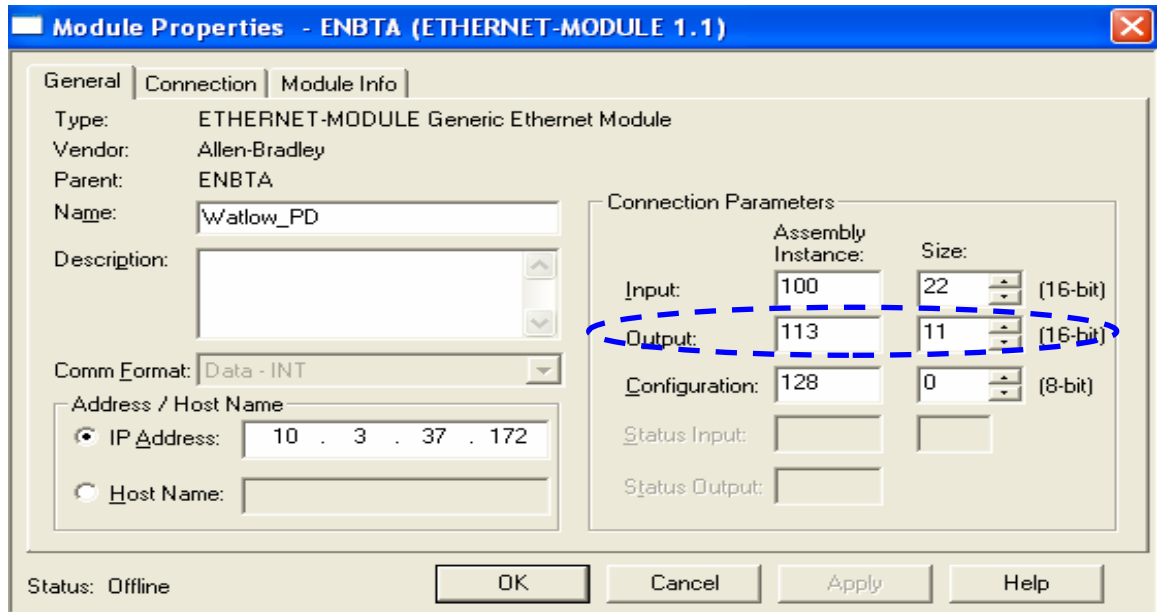 Module Properties - ENBTA (ETHERNET-MODULE 1.1)
General Connection Module Info
Type: ETHERNET-MODULE Generic Ethernet Module
Vendor: Allen-Bradley
Parent: ENBTA
Name: Watlow_PD
Description:
Comm Format: Data - INT
Address / Host Name
IP Address: 10 . 3 . 37 . 172
Host Name:
Connection Parameters
Assembly
Instance: Size:
Input: 100 22 (16-bit)
Output: 113 11 (16-bit)
Configuration: 128 0 (8-bit)
Status Input:
Status Output:
Status: Offline OK Cancel Apply Help